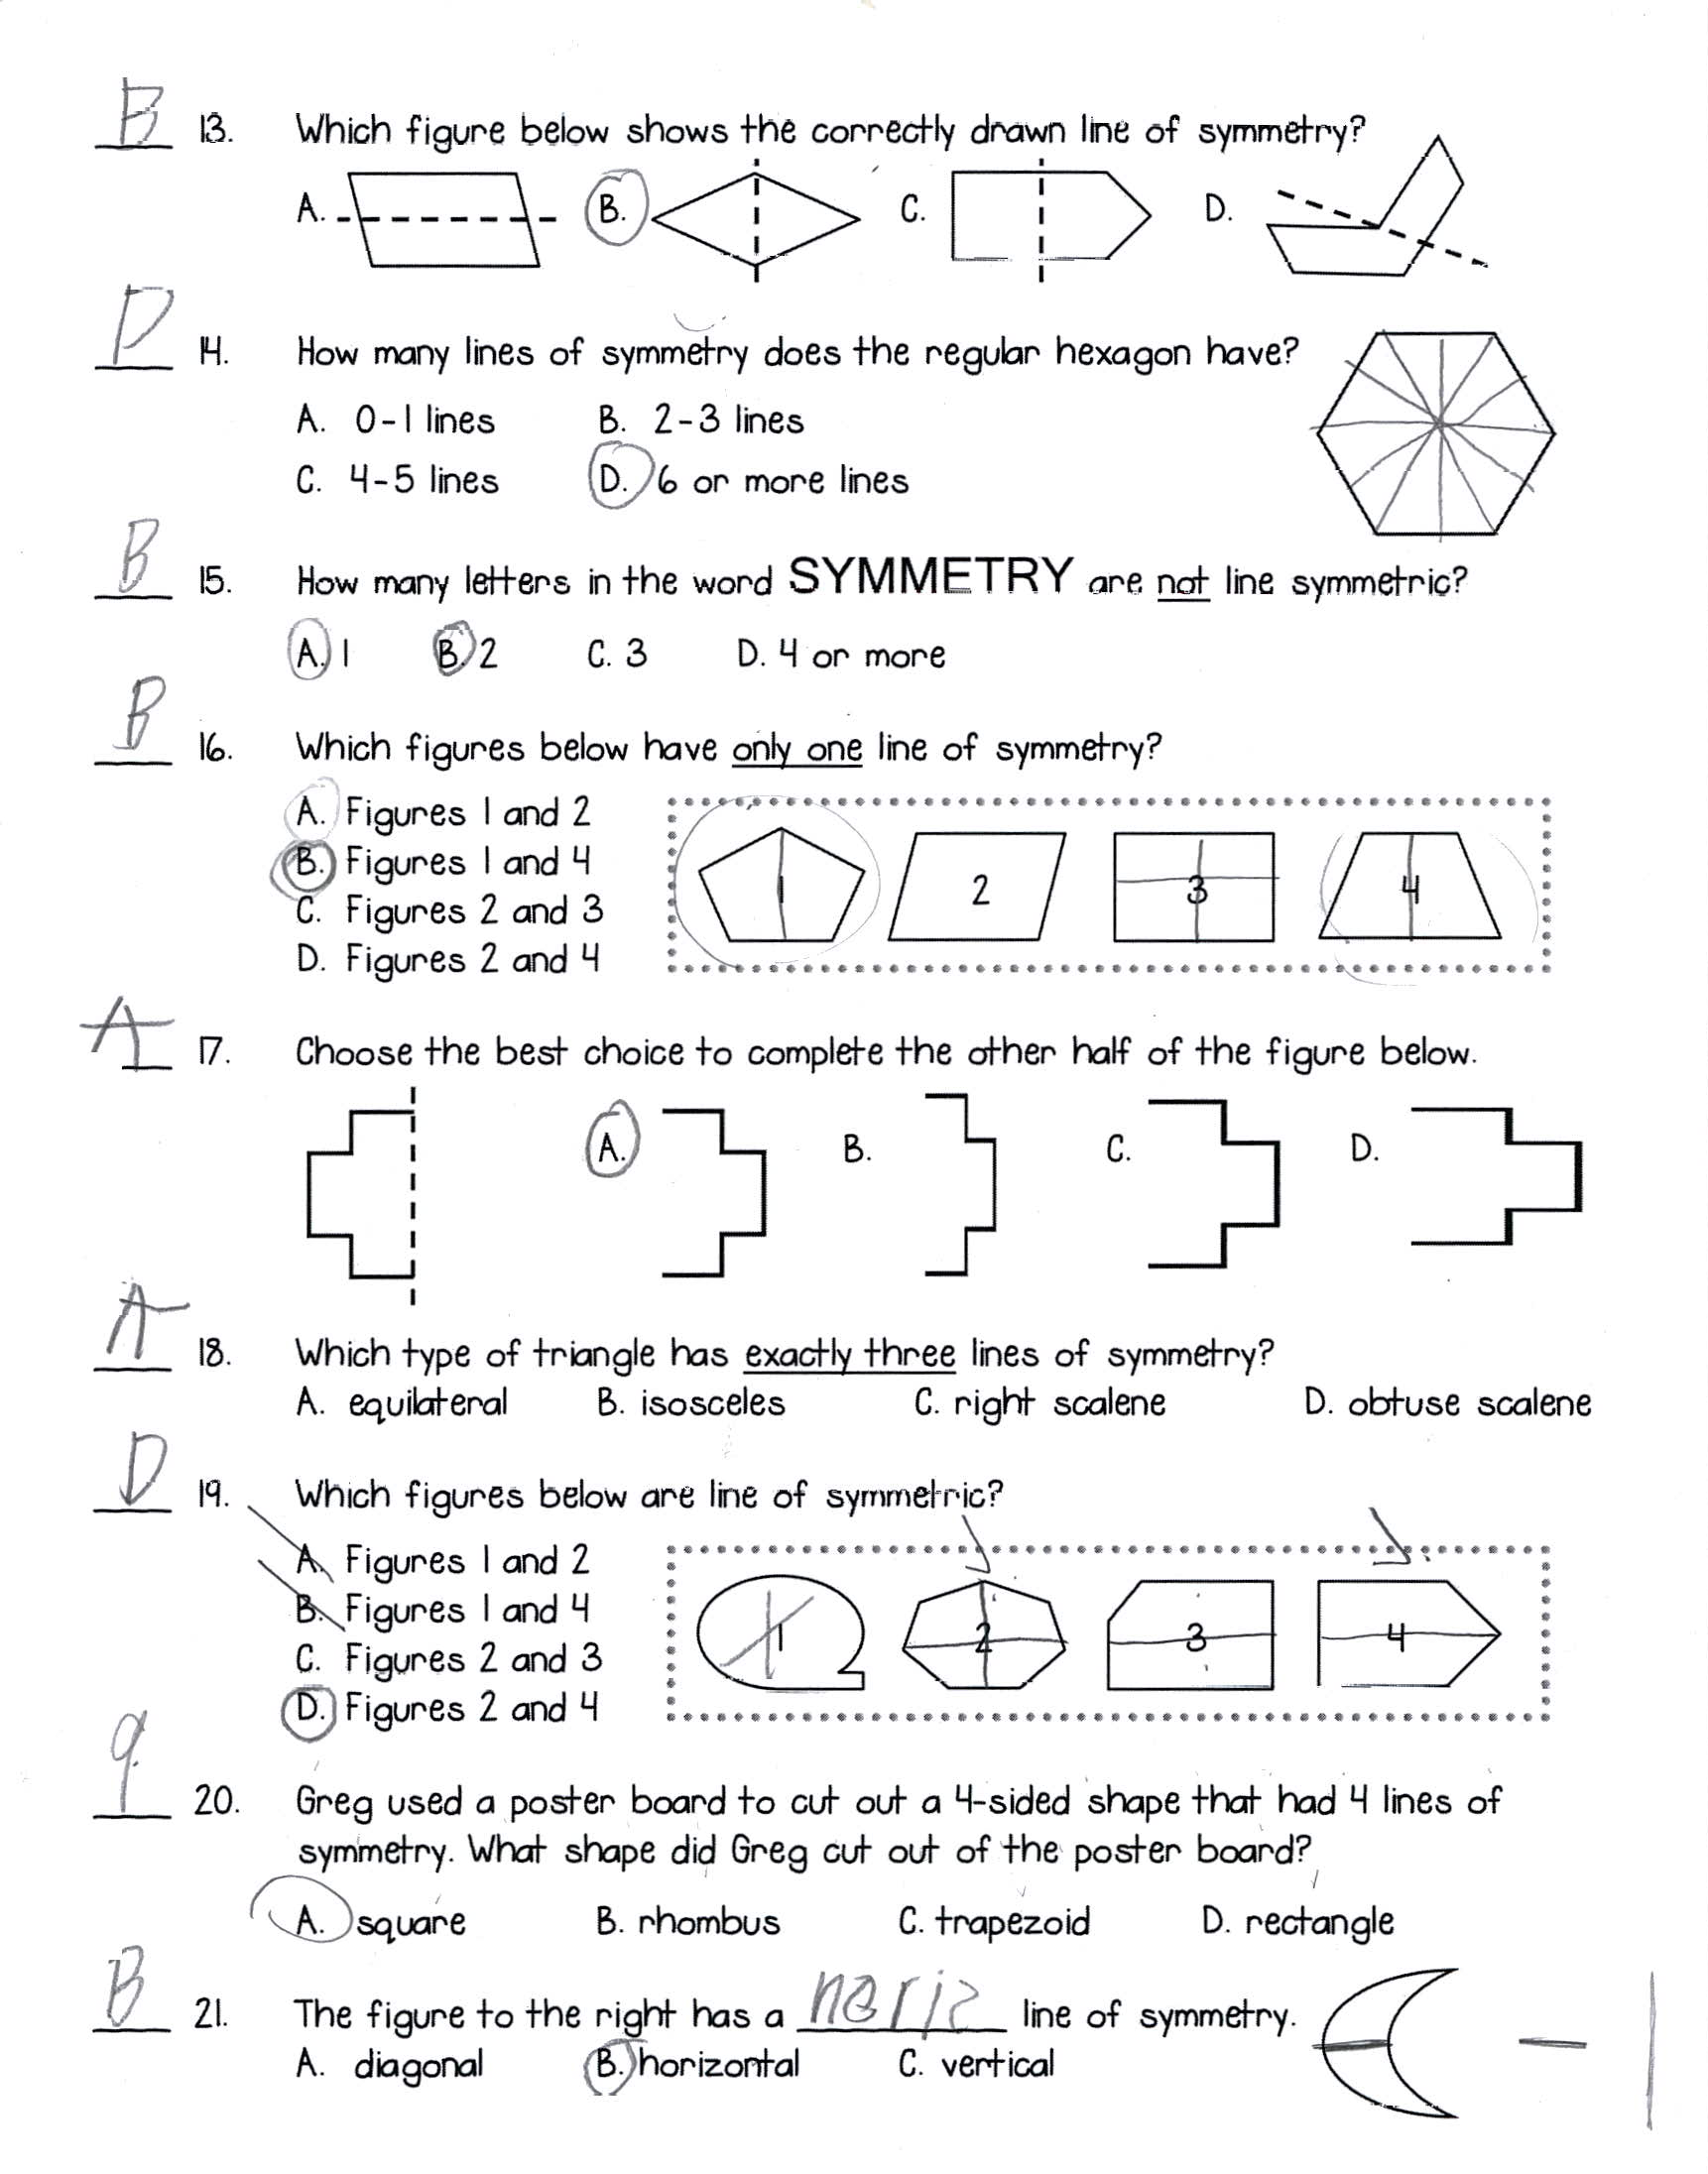 B 13. Which figure below shows the correctly drawn line of symmetry?
A. B. C. D.
D 14. How many lines of symmetry does the regular hexagon have?
A. 0-1 lines B. 2-3 lines
C. 4-5 lines D. 6 or more lines
B 15. How many letters in the word SYMMETRY are not line symmetric?
A. 1 B. 2 C. 3 D. 4 or more
B 16. Which figures below have only one line of symmetry?
A. Figures 1 and 2
B. Figures 1 and 4
C. Figures 2 and 3
D. Figures 2 and 4
1 2 3 4
A 17. Choose the best choice to complete the other half of the figure below.
A. B. C. D.
A 18. Which type of triangle has exactly three lines of symmetry?
A. equilateral B. isosceles C. right scalene D. obtuse scalene
D 19. Which figures below are line of symmetric?
A. Figures 1 and 2
B. Figures 1 and 4
C. Figures 2 and 3
D. Figures 2 and 4
1 2 3 4
20. Greg used a poster board to cut out a 4-sided shape that had 4 lines of
symmetry. What shape did Greg cut out of the poster board?
A. square B. rhombus C. trapezoid D. rectangle
B 21. The figure to the right has a line of symmetry.
A. diagonal B. horizontal C. vertical